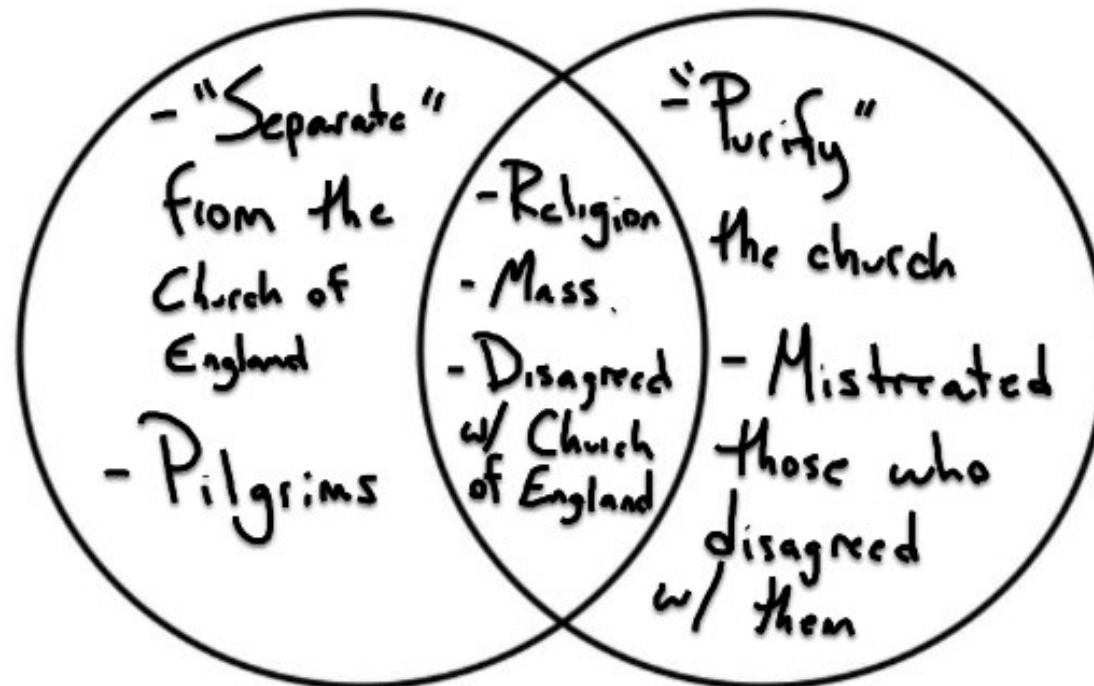 - "Separate"
from the
Church of
England
- Pilgrims
- Religion
- Mass.
- Disagreed
w/ Church
of England
- "Purify"
the church
- Mistreated
those who
disagreed
w/ them